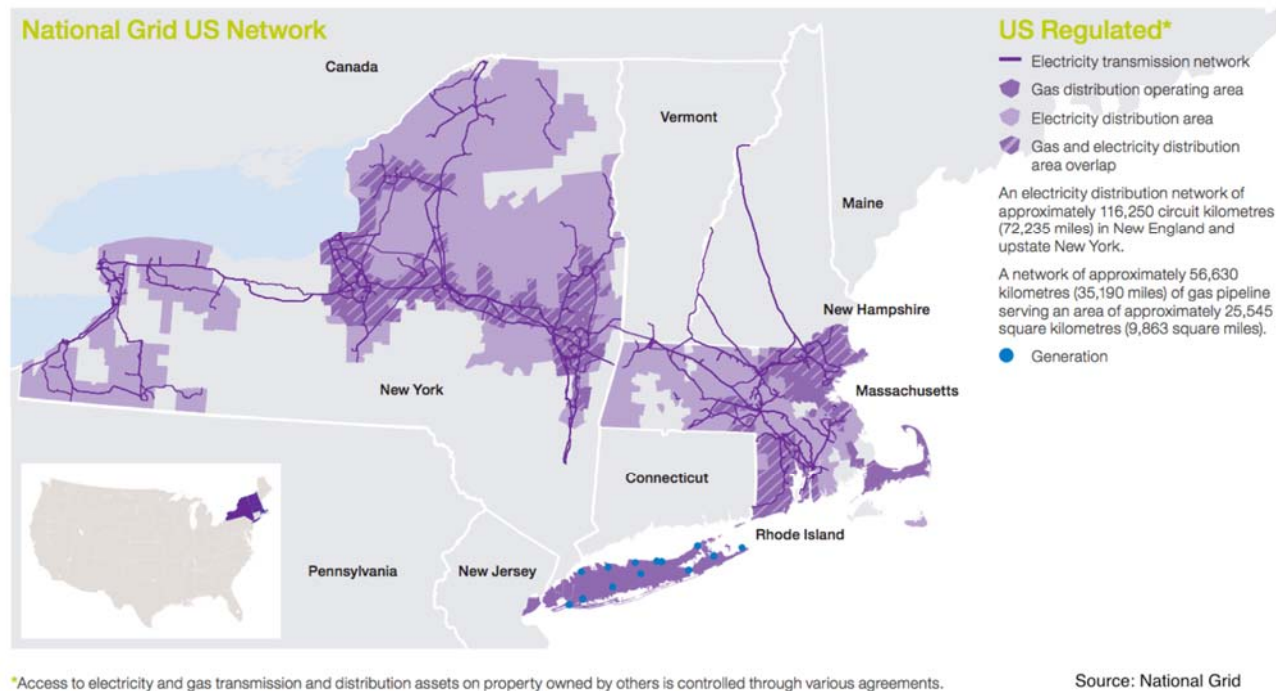 National Grid US Network
Canada
Vermont
Maine
New Hampshire
Massachusetts
New York
Connecticut
Rhode Island
Pennsylvania
New Jersey
US Regulated*
Electricity transmission network
Gas distribution operating area
Electricity distribution area
Gas and electricity distribution
area overlap
An electricity distribution network of
approximately 116,250 circuit kilometres
(72,235 miles) in New England and
upstate New York.
A network of approximately 56,630
kilometres (35,190 miles) of gas pipeline
serving an area of approximately 25,545
square kilometres (9,863 square miles).
Generation
*Access to electricity and gas transmission and distribution assets on property owned by others is controlled through various agreements.
Source: National Grid